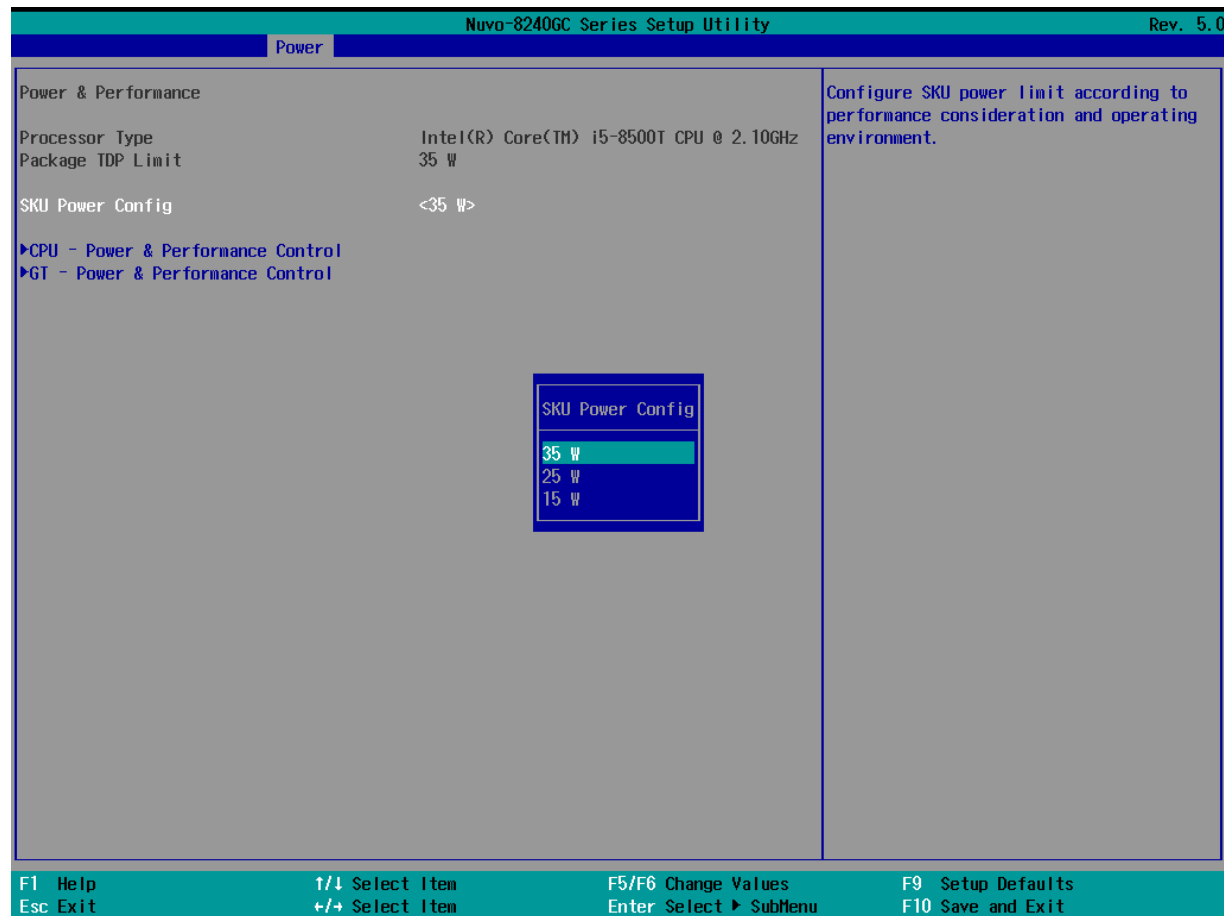 Nuvo-8240GC Series Setup Utility Rev. 5.0
Power
Power & Performance
Configure SKU power limit according to
performance consideration and operating
environment.
Processor Type Intel(R) Core(TM) i5-8500T CPU @ 2.10GHz
Package TDP Limit 35 W
SKU Power Config <35 W>
▶CPU - Power & Performance Control
▶GT - Power & Performance Control
SKU Power Config
35 W
25 W
15 W
F1 Help ↑/↓ Select Item F5/F6 Change Values F9 Setup Defaults
Esc Exit ←/→ Select Item Enter Select ▶ SubMenu F10 Save and Exit